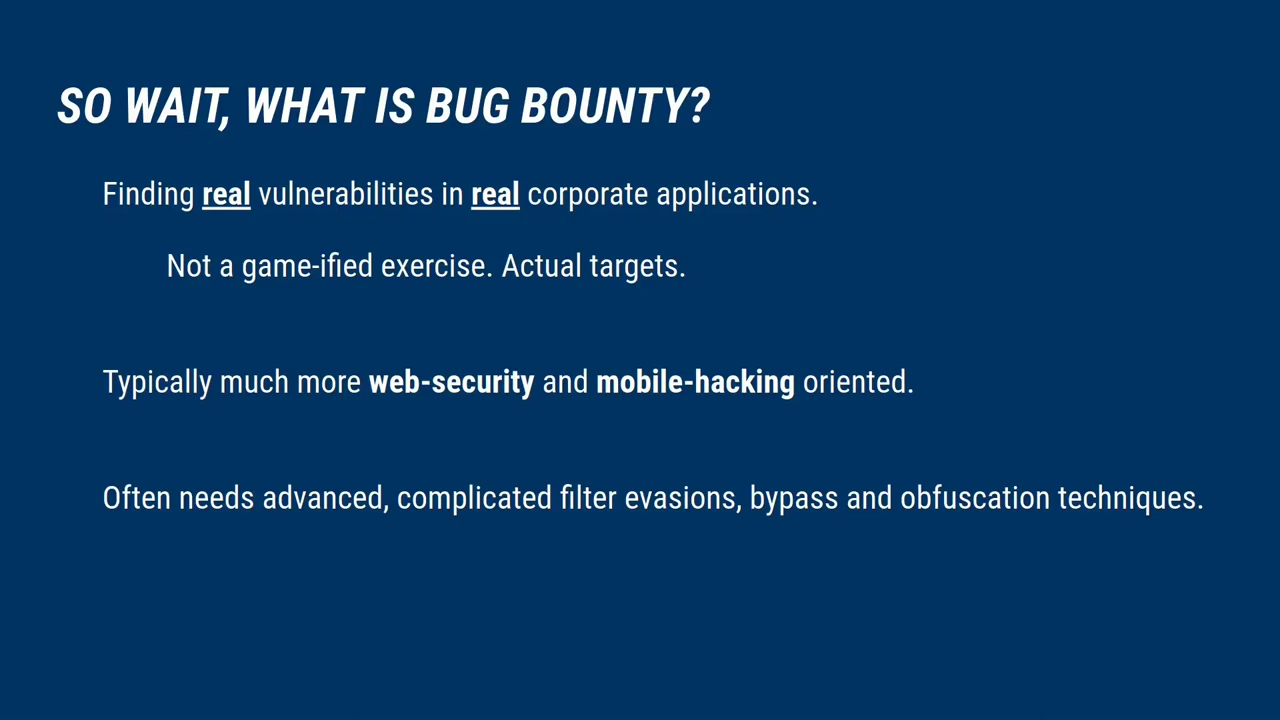 SO WAIT, WHAT IS BUG BOUNTY?
Finding real vulnerabilities in real corporate applications.
Not a game-ified exercise. Actual targets.
Typically much more web-security and mobile-hacking oriented.
Often needs advanced, complicated filter evasions, bypass and obfuscation techniques.